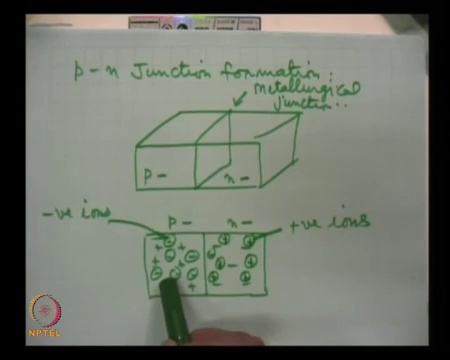 p-n Junction formation:
metallurgical
junction..
p- n-
-ve ions p- n- +ve ions
NPTEL